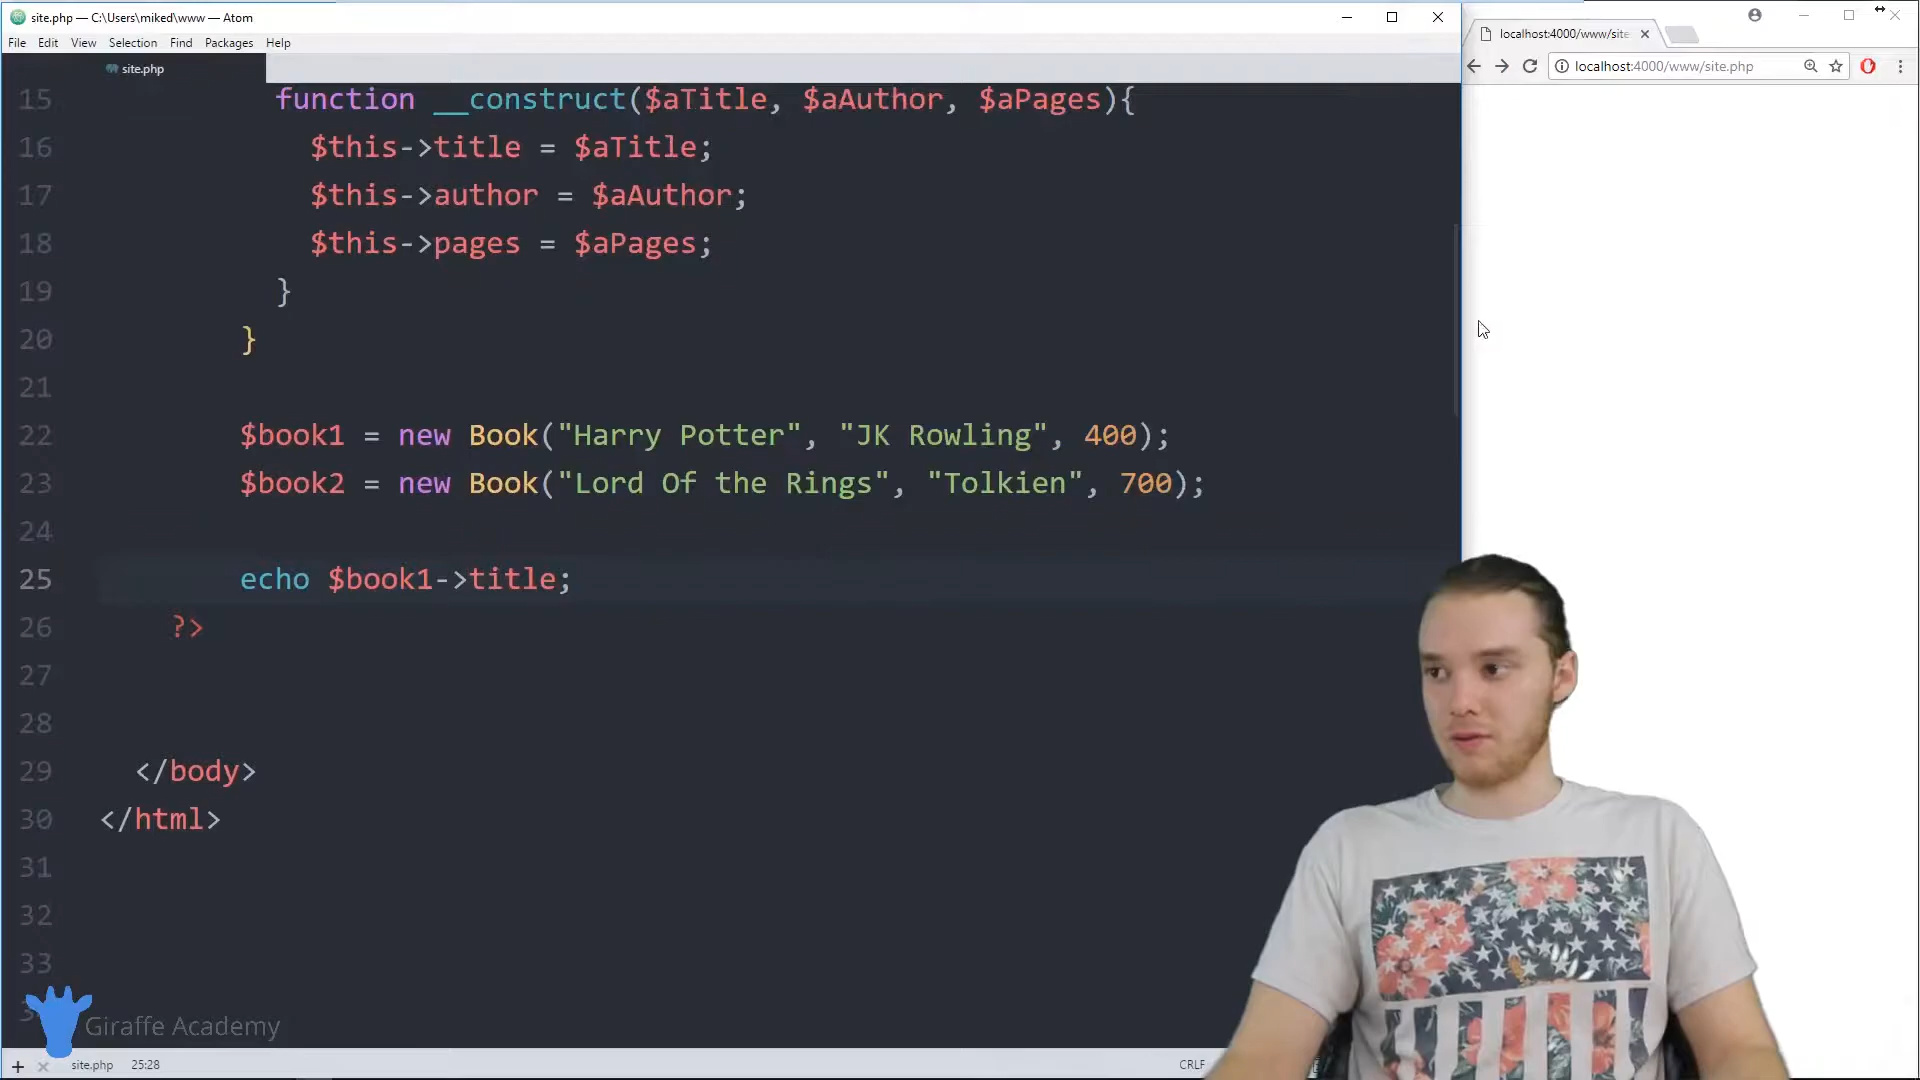 site.php — C:\Users\miked\www — Atom
localhost:4000/www/site
File Edit View Selection Find Packages Help
site.php
localhost:4000/www/site.php
15 function __construct($aTitle, $aAuthor, $aPages){
16 $this->title = $aTitle;
17 $this->author = $aAuthor;
18 $this->pages = $aPages;
19 }
20 }
21
22 $book1 = new Book("Harry Potter", "JK Rowling", 400);
23 $book2 = new Book("Lord Of the Rings", "Tolkien", 700);
24
25 echo $book1->title;
26 ?>
27
28
29 </body>
30 </html>
31
32
33
Giraffe Academy
site.php 25:28 CRLF